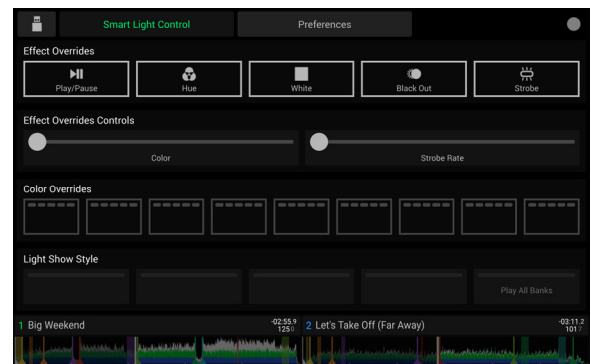 Smart Light Control
Preferences
Effect Overrides
Play/Pause
Hue
White
Black Out
Strobe
Effect Overrides Controls
Color
Strobe Rate
Color Overrides
Light Show Style
Play All Banks
1 Big Weekend
-02:55.9
125.0
2 Let's Take Off (Far Away)
-03:11.2
101.7